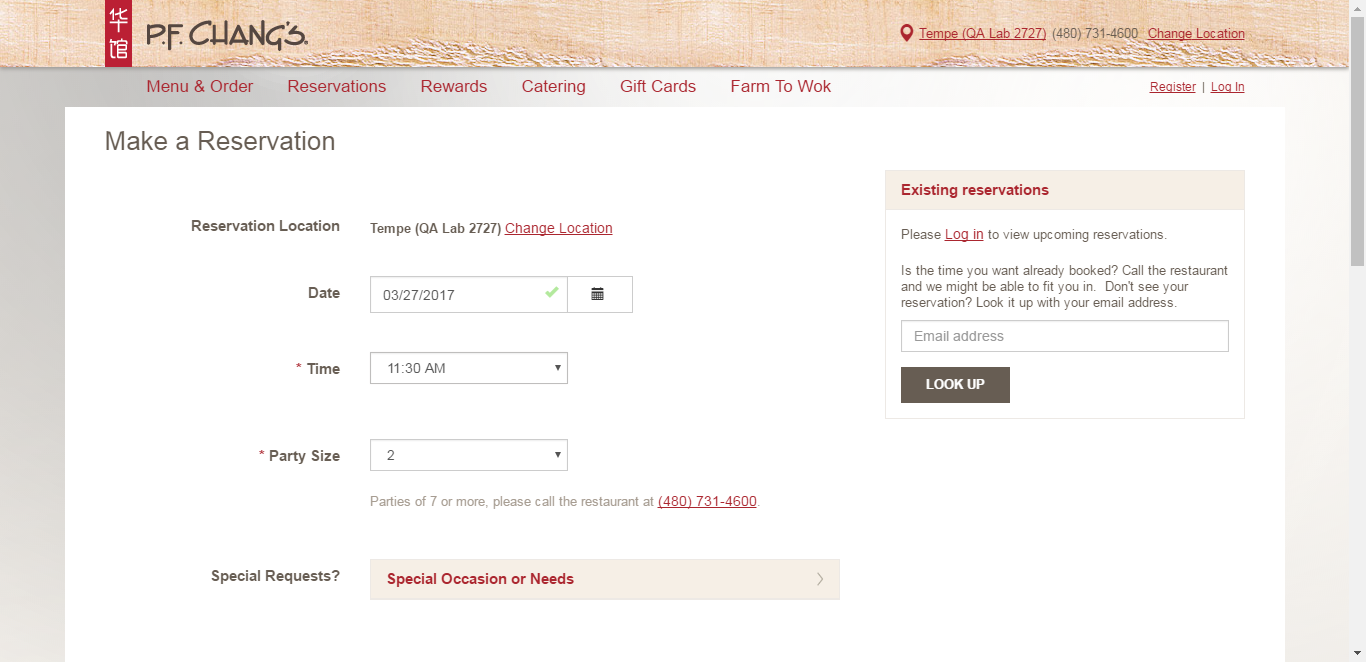 华馆
P.F. CHANG'S.
Tempe (QA Lab 2727) (480) 731-4600 Change Location
Menu & Order Reservations Rewards Catering Gift Cards Farm To Wok Register | Log In
Make a Reservation
Reservation Location Tempe (QA Lab 2727) Change Location
Date 03/27/2017
* Time 11:30 AM
* Party Size 2
Parties of 7 or more, please call the restaurant at (480) 731-4600.
Special Requests? Special Occasion or Needs
Existing reservations
Please Log in to view upcoming reservations.
Is the time you want already booked? Call the restaurant
and we might be able to fit you in. Don't see your
reservation? Look it up with your email address.
Email address
LOOK UP